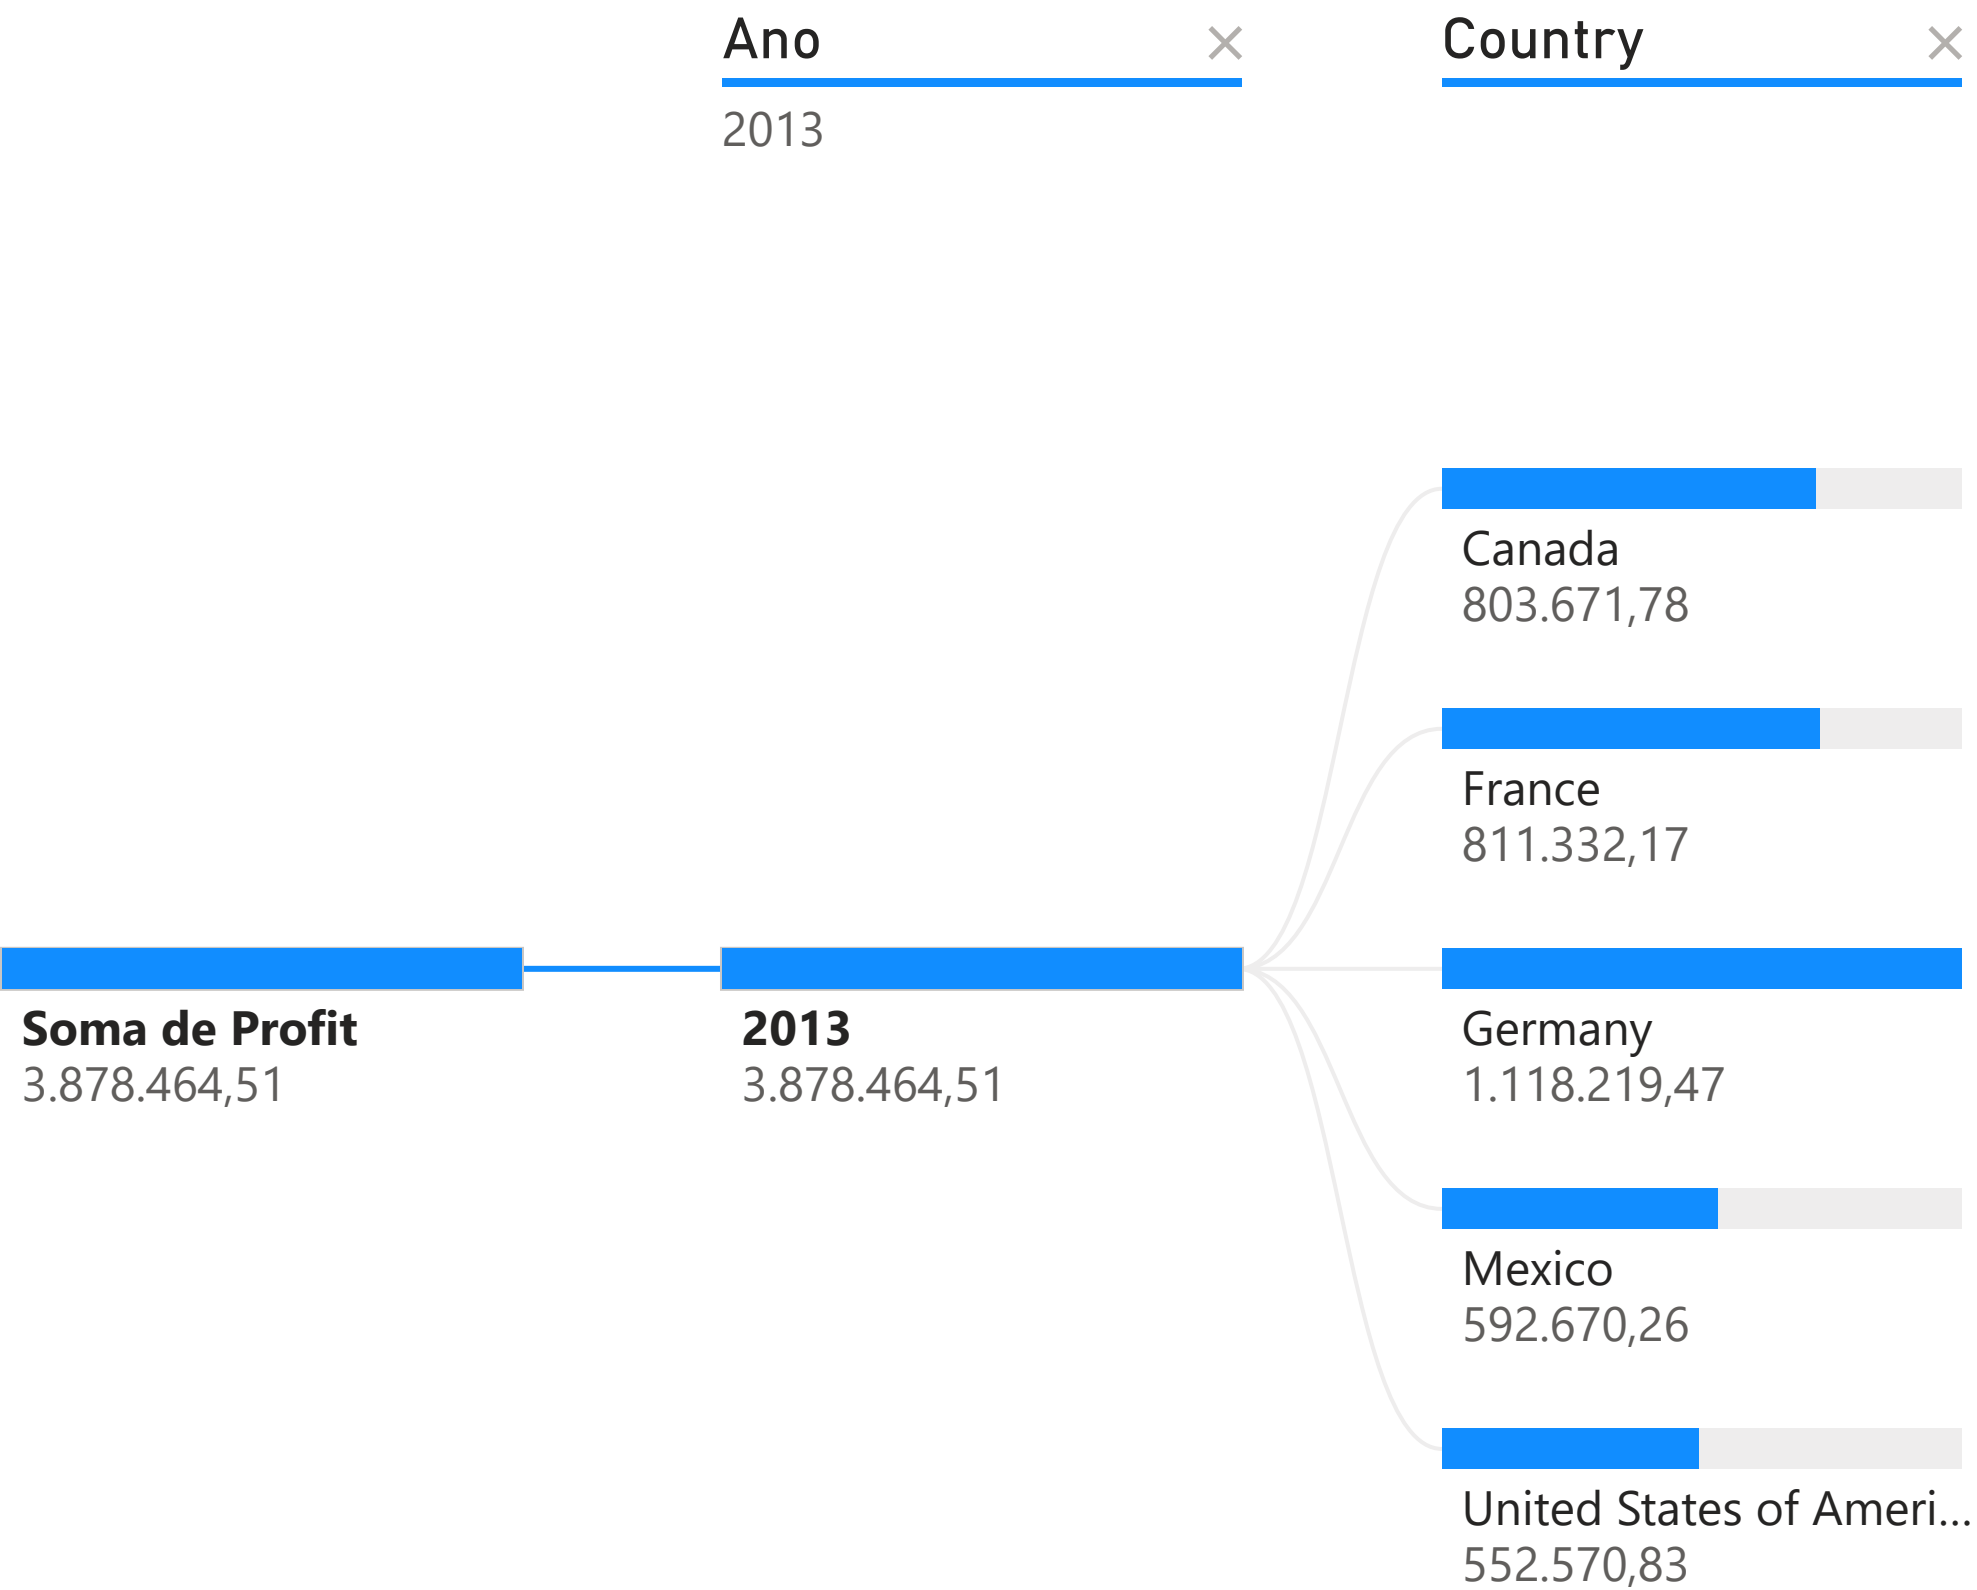 Ano
Country
2013
Canada
803.671,78
France
811.332,17
Soma de Profit
3.878.464,51
2013
3.878.464,51
Germany
1.118.219,47
Mexico
592.670,26
United States of Ameri...
552.570,83